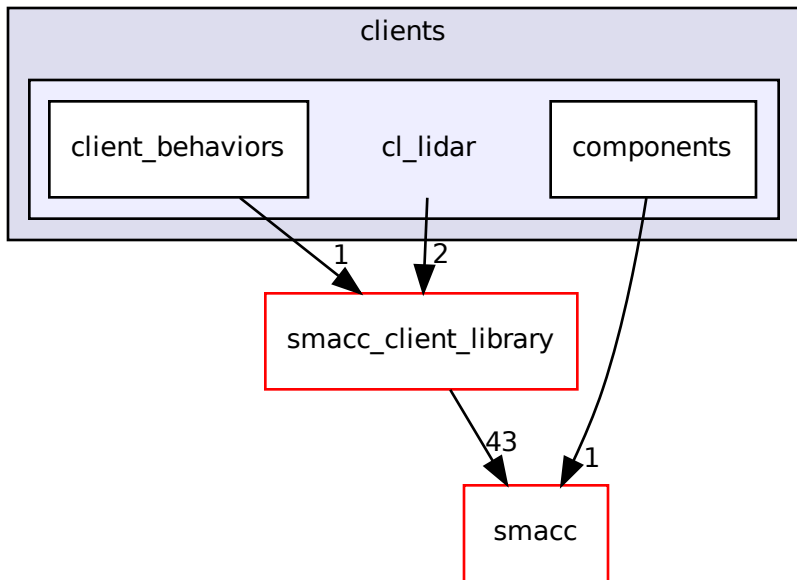 clients
client_behaviors
cl_lidar
components
1
2
smacc_client_library
43
1
smacc